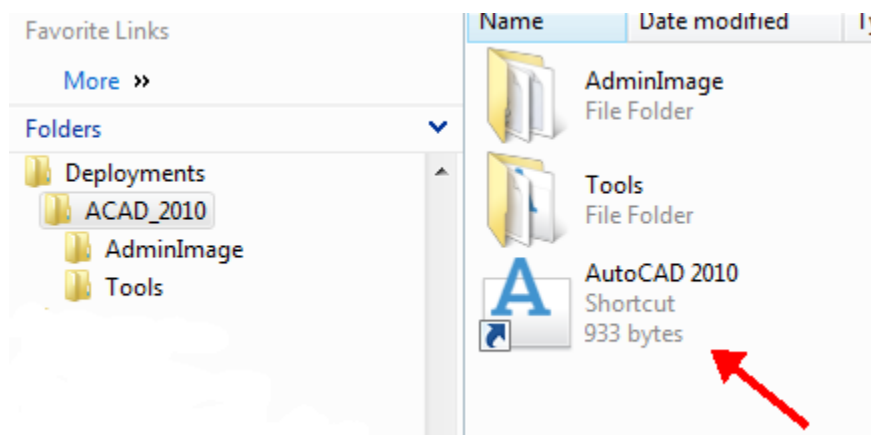 Favorite Links
More »
Folders
Deployments
ACAD_2010
AdminImage
Tools
Name Date modified
AdminImage
File Folder
Tools
File Folder
AutoCAD 2010
Shortcut
933 bytes